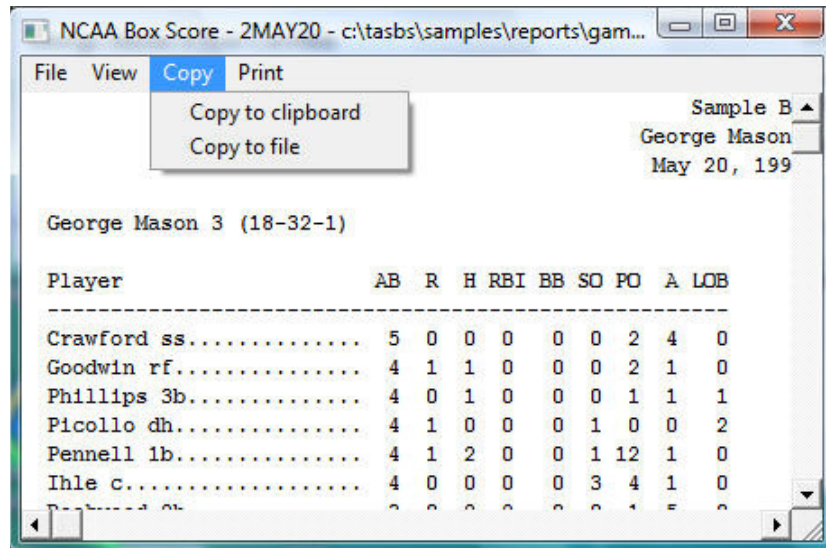 NCAA Box Score - 2MAY20 - c:\tasbs\samples\reports\gam...
File View Copy Print
Copy to clipboard
Copy to file
Sample B
George Mason
May 20, 199
George Mason 3 (18-32-1)
Player AB R H RBI BB SO PO A LOB
--------------------------------------------------------------------
Crawford ss.............. 5 0 0 0 0 0 2 4 0
Goodwin rf............... 4 1 1 0 0 0 2 1 0
Phillips 3b.............. 4 0 1 0 0 0 1 1 1
Picollo dh............... 4 1 0 0 0 1 0 0 2
Pennell 1b............... 4 1 2 0 0 1 12 1 0
Ihle c................... 4 0 0 0 0 3 4 1 0